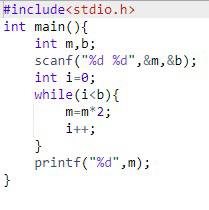 #include<stdio.h>
int main(){
    int m,b;
    scanf("%d %d",&m,&b);
    int i=0;
    while(i<b){
        m=m*2;
        i++;
    }
    printf("%d",m);
}